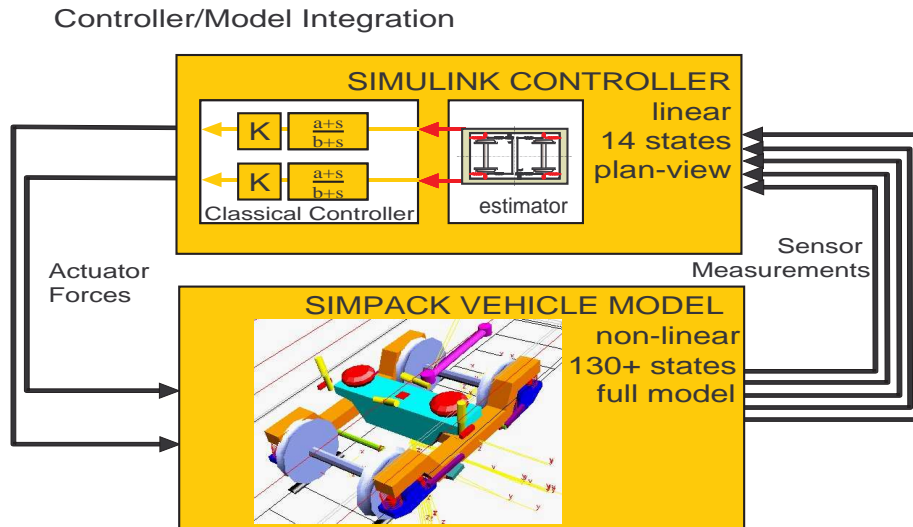 Controller/Model Integration
SIMULINK CONTROLLER
linear
14 states
plan-view
K
a+s
b+s
K
a+s
b+s
Classical Controller
estimator
Actuator
Forces
Sensor
Measurements
SIMPACK VEHICLE MODEL
non-linear
130+ states
full model